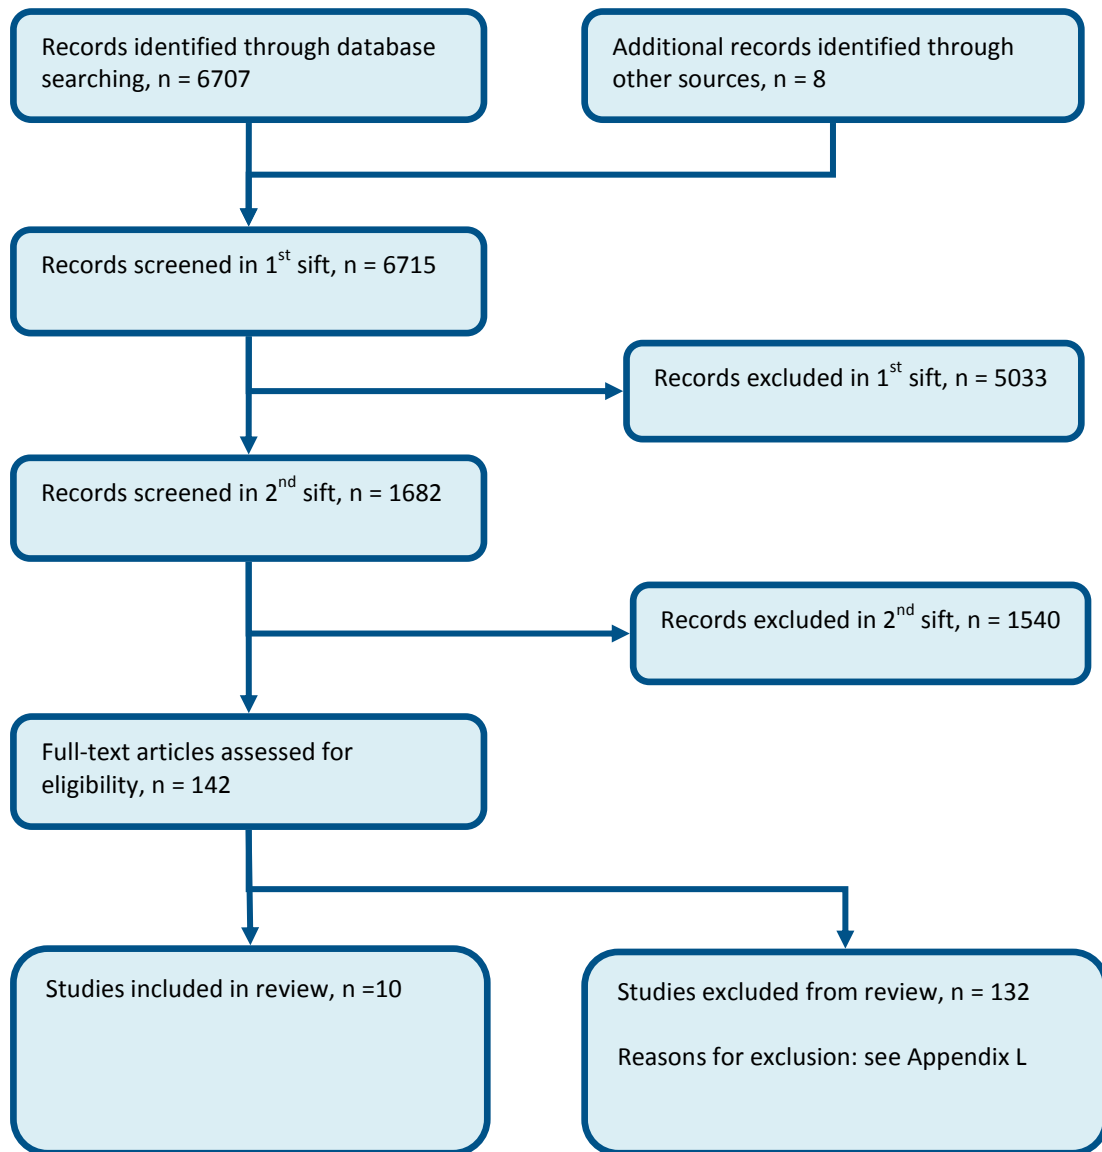 Records identified through database
searching, n = 6707
Additional records identified through
other sources, n = 8
Records screened in 1st sift, n = 6715
Records excluded in 1st sift, n = 5033
Records screened in 2nd sift, n = 1682
Records excluded in 2nd sift, n = 1540
Full-text articles assessed for
eligibility, n = 142
Studies included in review, n =10
Studies excluded from review, n = 132
Reasons for exclusion: see Appendix L